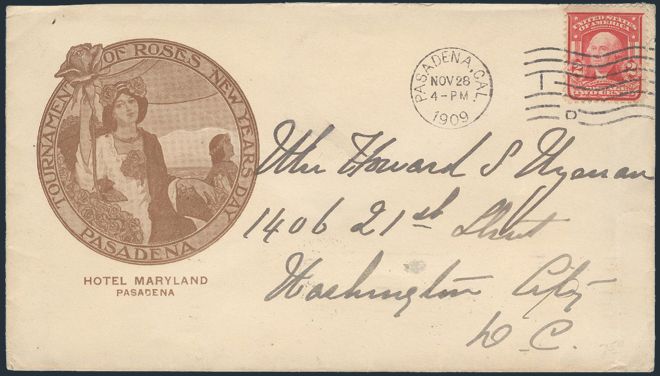 TOURNAMENT OF ROSES NEW YEARS DAY
PASADENA
HOTEL MARYLAND
PASADENA
PASADENA, CAL.
NOV 28
4-PM
1909
UNITED STATES
OF AMERICA
Howard S Nyman
1406 21st Street
Washington City
D.C.